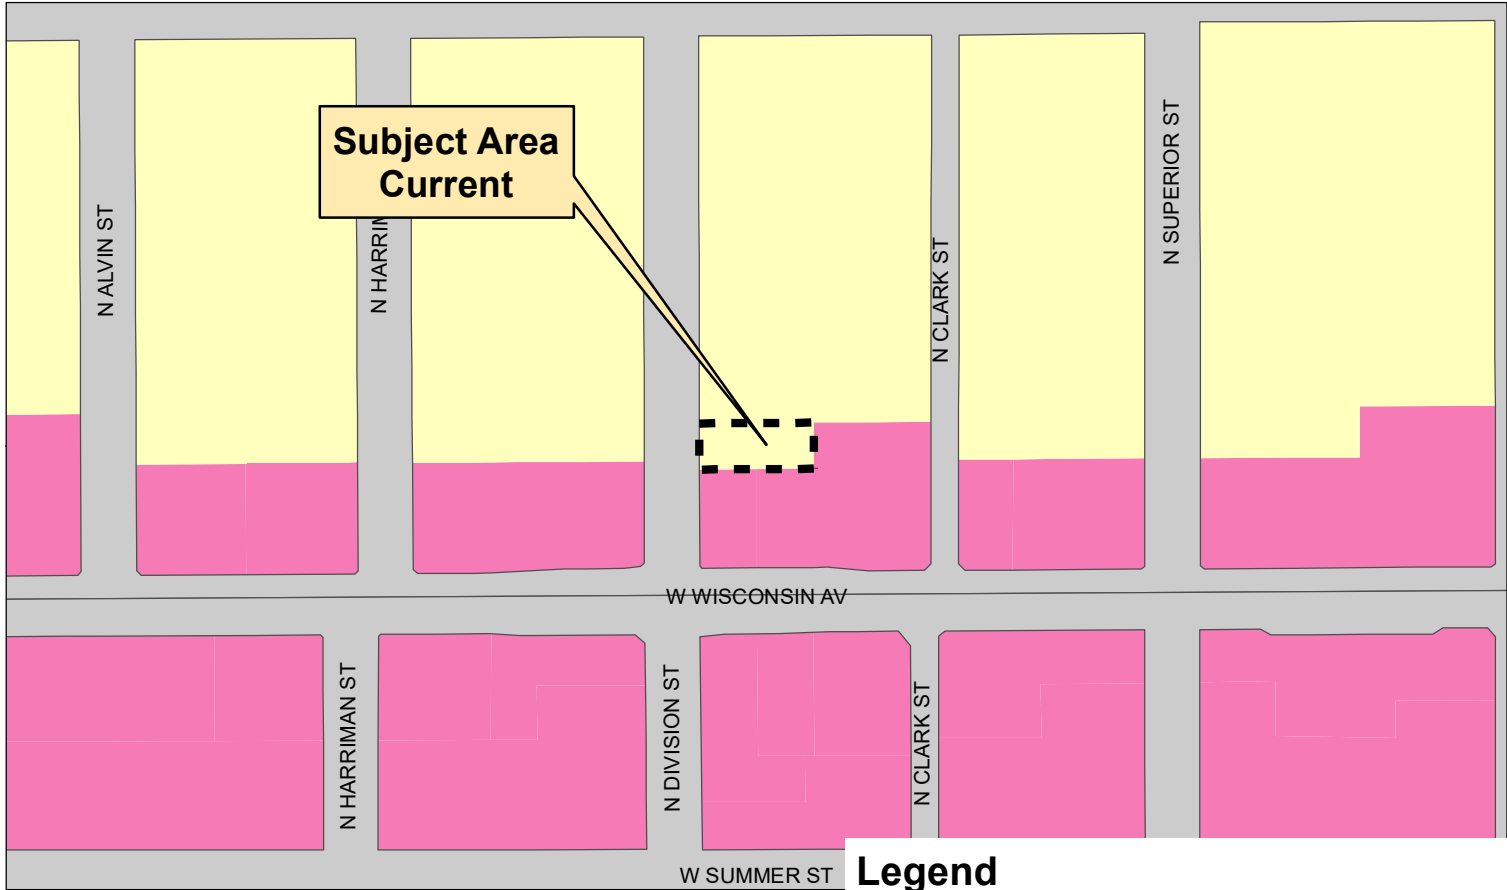 Subject Area
Current
N ALVIN ST
N HARRIM
N CLARK ST
N SUPERIOR ST
W WISCONSIN AV
N HARRIMAN ST
N DIVISION ST
N CLARK ST
W SUMMER ST
Legend